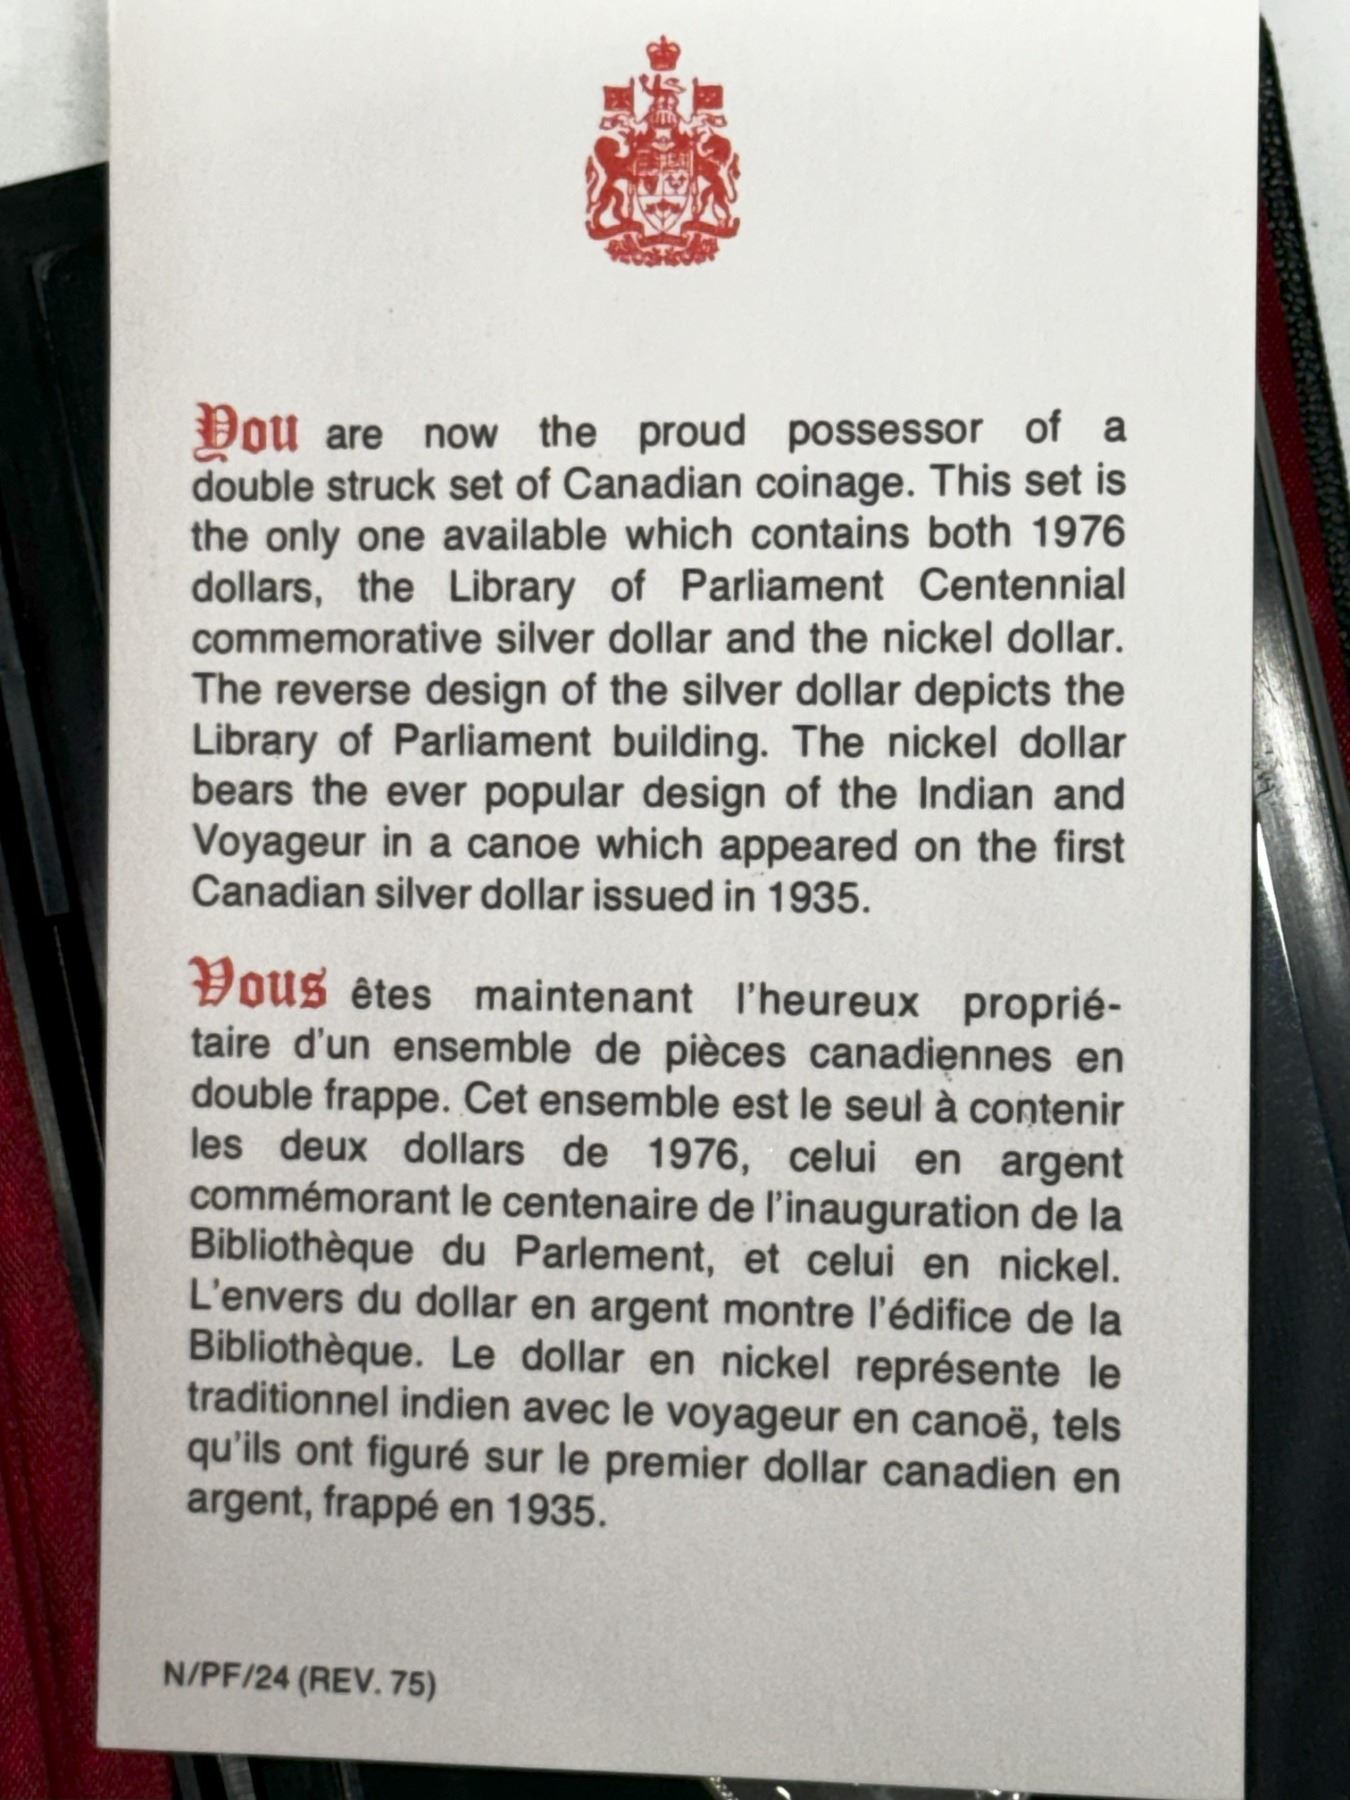 You are now the proud possessor of a
double struck set of Canadian coinage. This set is
the only one available which contains both 1976
dollars, the Library of Parliament Centennial
commemorative silver dollar and the nickel dollar.
The reverse design of the silver dollar depicts the
Library of Parliament building. The nickel dollar
bears the ever popular design of the Indian and
Voyageur in a canoe which appeared on the first
Canadian silver dollar issued in 1935.
Vous êtes maintenant l'heureux proprié-
taire d'un ensemble de pièces canadiennes en
double frappe. Cet ensemble est le seul à contenir
les deux dollars de 1976, celui en argent
commémorant le centenaire de l'inauguration de la
Bibliothèque du Parlement, et celui en nickel.
L'envers du dollar en argent montre l'édifice de la
Bibliothèque. Le dollar en nickel représente le
traditionnel indien avec le voyageur en canoë, tels
qu'ils ont figuré sur le premier dollar canadien en
argent, frappé en 1935.
N/PF/24 (REV. 75)